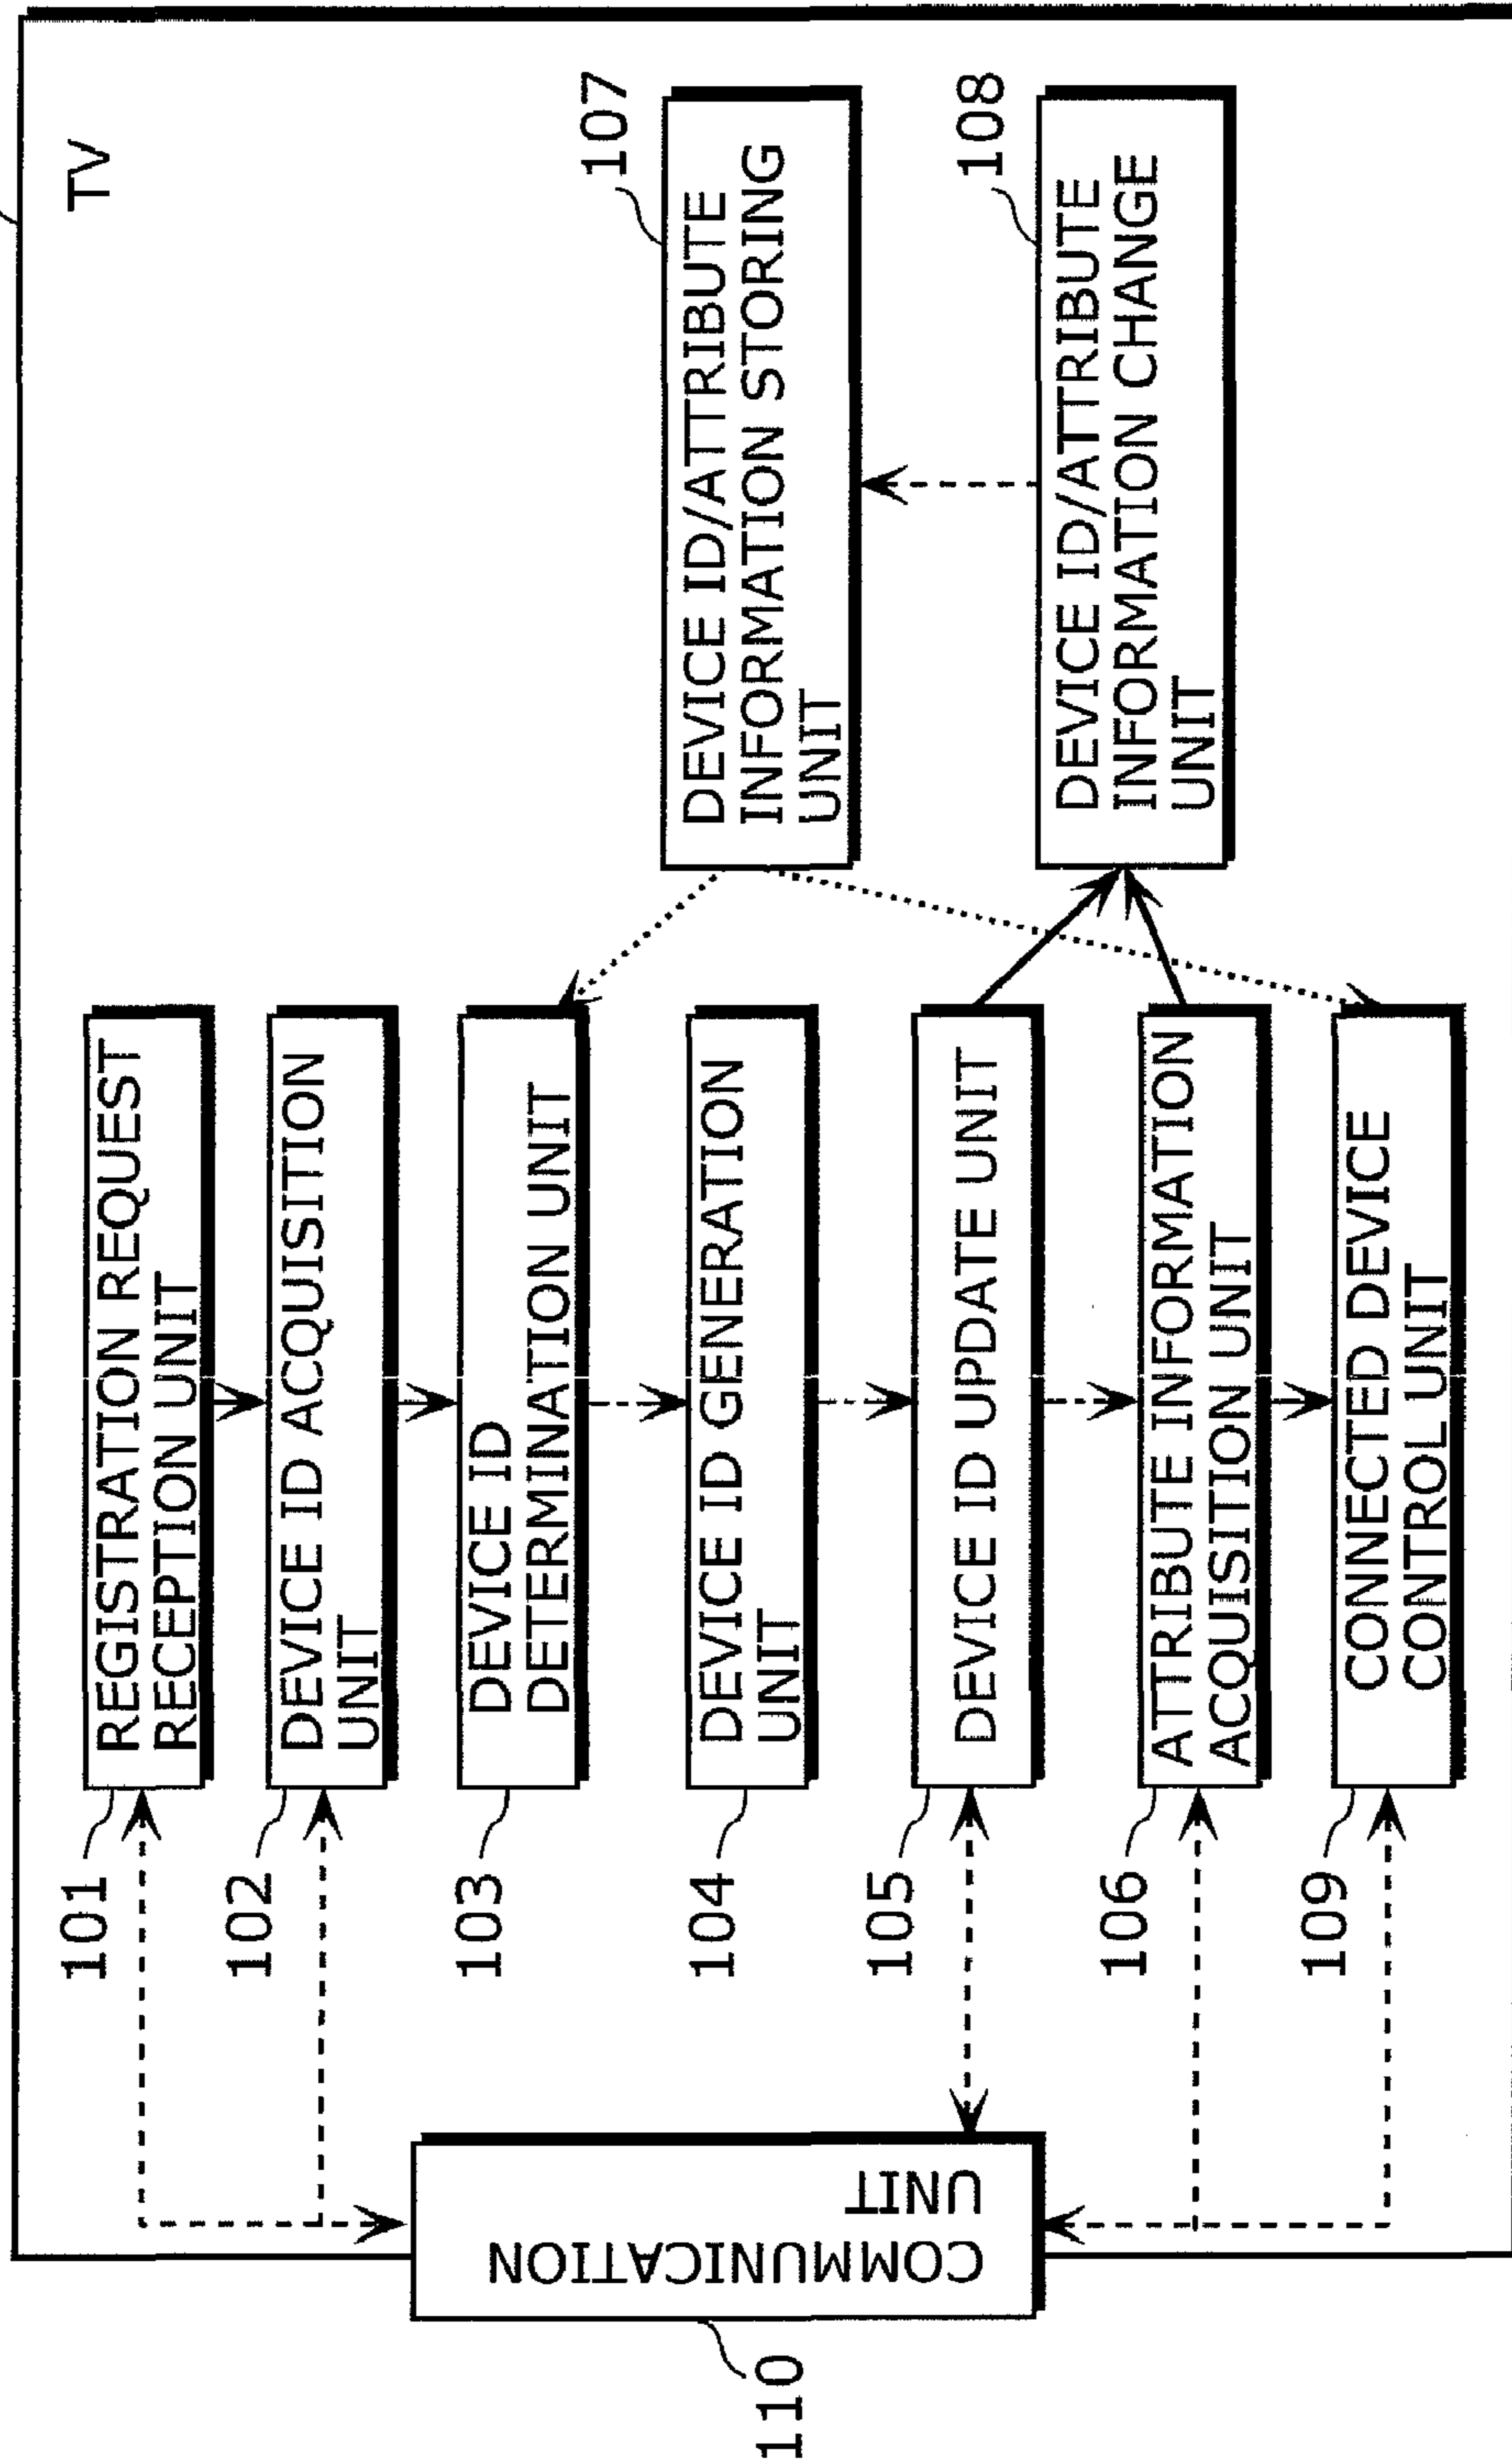 TV
101
REGISTRATION REQUEST
RECEPTION UNIT
102
DEVICE ID ACQUISITION
UNIT
103
DEVICE ID
DETERMINATION UNIT
104
DEVICE ID GENERATION
UNIT
105
DEVICE ID UPDATE UNIT
106
ATTRIBUTE INFORMATION
ACQUISITION UNIT
109
CONNECTED DEVICE
CONTROL UNIT
107
DEVICE ID/ATTRIBUTE
INFORMATION STORING
UNIT
108
DEVICE ID/ATTRIBUTE
INFORMATION CHANGE
UNIT
110
COMMUNICATION
UNIT